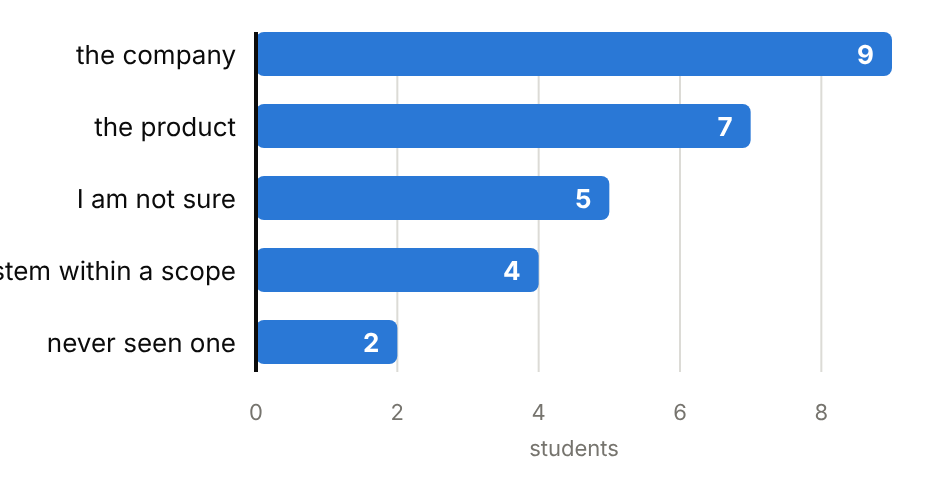 the company
9
the product
7
I am not sure
5
within a scope
4
never seen one
2
0 2 4 6 8
students